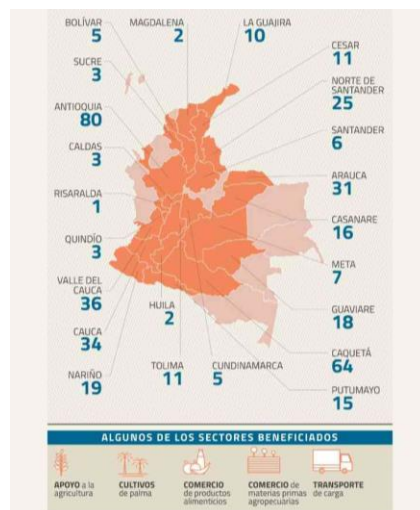 BOLÍVAR
5
MAGDALENA
2
LA GUAJIRA
10
SUCRE
3
CESAR
11
ANTIOQUIA
80
NORTE DE
SANTANDER
25
CALDAS
3
SANTANDER
6
RISARALDA
1
ARAUCA
31
QUINDÍO
3
CASANARE
16
VALLE DEL
CAUCA
36
META
7
HUILA
2
GUAVIARE
18
CAUCA
34
CAQUETÁ
64
NARIÑO
19
TOLIMA
11
CUNDINAMARCA
5
PUTUMAYO
15
ALGUNOS DE LOS SECTORES BENEFICIADOS
APOYO a la
agricultura
CULTIVOS
de palma
COMERCIO
de productos
alimenticios
COMERCIO de
materias primas
agropecuarias
TRANSPORTE
de carga